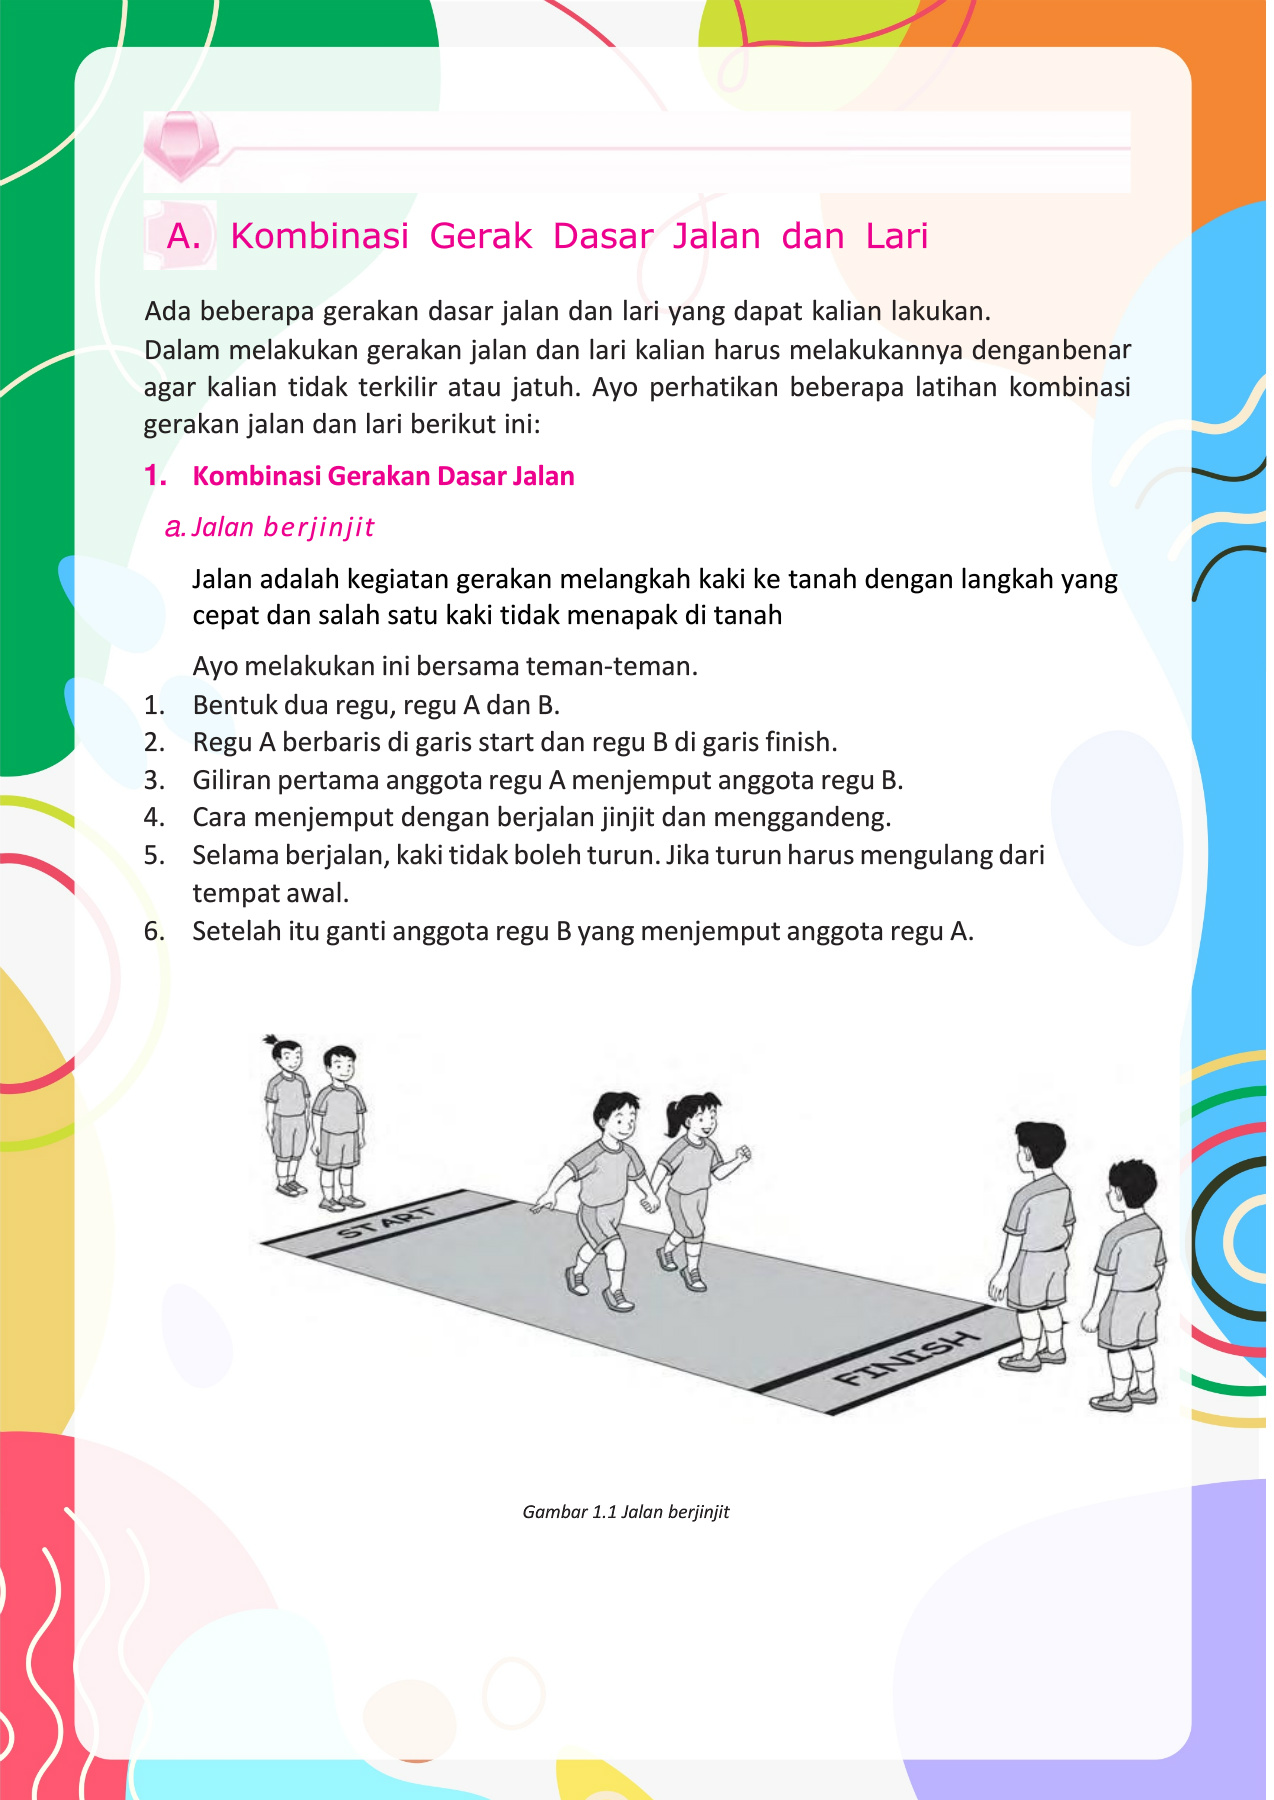 A. Kombinasi Gerak Dasar Jalan dan Lari
Ada beberapa gerakan dasar jalan dan lari yang dapat kalian lakukan.
Dalam melakukan gerakan jalan dan lari kalian harus melakukannya denganbenar
agar kalian tidak terkilir atau jatuh. Ayo perhatikan beberapa latihan kombinasi
gerakan jalan dan lari berikut ini:
1. Kombinasi Gerakan Dasar Jalan
a. Jalan berjinjit
Jalan adalah kegiatan gerakan melangkah kaki ke tanah dengan langkah yang
cepat dan salah satu kaki tidak menapak di tanah
Ayo melakukan ini bersama teman-teman.
1. Bentuk dua regu, regu A dan B.
2. Regu A berbaris di garis start dan regu B di garis finish.
3. Giliran pertama anggota regu A menjemput anggota regu B.
4. Cara menjemput dengan berjalan jinjit dan menggandeng.
5. Selama berjalan, kaki tidak boleh turun. Jika turun harus mengulang dari
tempat awal.
6. Setelah itu ganti anggota regu B yang menjemput anggota regu A.
START
FINISH
Gambar 1.1 Jalan berjinjit